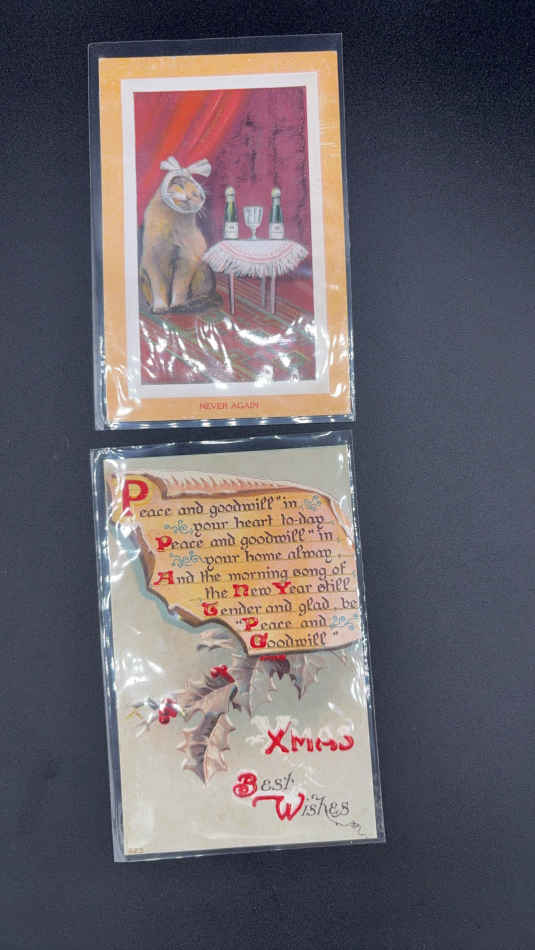 NEVER AGAIN
Peace and goodwill" in
your heart to-day
Peace and goodwill" in
your home alway,
And the morning song of
the New Year still
Tender and glad, be
"Peace and
Goodwill"
XMAS
Best
Wishes